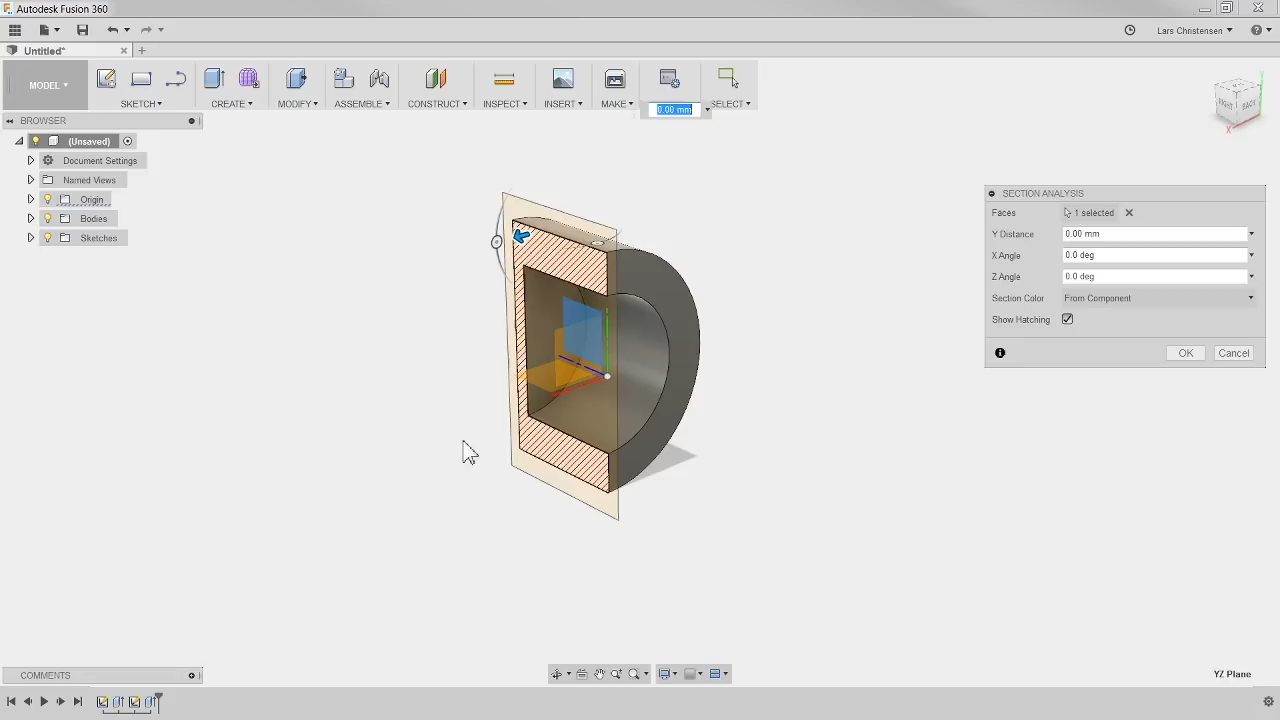 Autodesk Fusion 360
Lars Christensen
Untitled*
MODEL
SKETCH
CREATE
MODIFY
ASSEMBLE
CONSTRUCT
INSPECT
INSERT
MAKE
SELECT
0.00 mm
BROWSER
(Unsaved)
Document Settings
Named Views
Origin
Bodies
Sketches
RIGHT
BACK
Y
X
SECTION ANALYSIS
Faces 1 selected
Y Distance 0.00 mm
X Angle 0.0 deg
Z Angle 0.0 deg
Section Color From Component
Show Hatching
OK Cancel
COMMENTS
YZ Plane